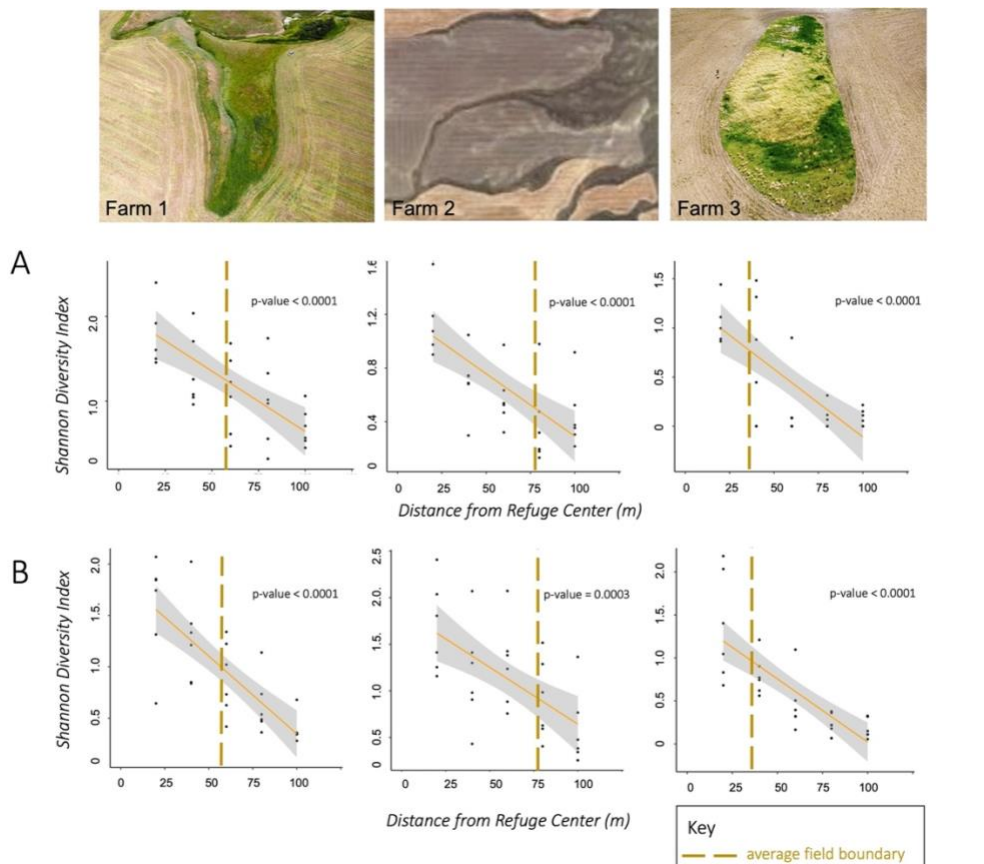 Farm 1 Farm 2 Farm 3
A
Shannon Diversity Index
2.0
1.0
0
p-value < 0.0001
0 25 50 75 100
1.6
1.2
0.8
0.4
0
p-value < 0.0001
0 25 50 75 100
1.5
1.0
0.5
0
p-value < 0.0001
0 25 50 75 100
Distance from Refuge Center (m)
B
Shannon Diversity Index
2.0
1.5
1.0
0.5
0
p-value < 0.0001
0 25 50 75 100
2.5
2.0
1.5
1.0
0.5
0
p-value = 0.0003
0 25 50 75 100
2.0
1.5
1.0
0.5
0
p-value < 0.0001
0 25 50 75 100
Distance from Refuge Center (m)
Key
average field boundary